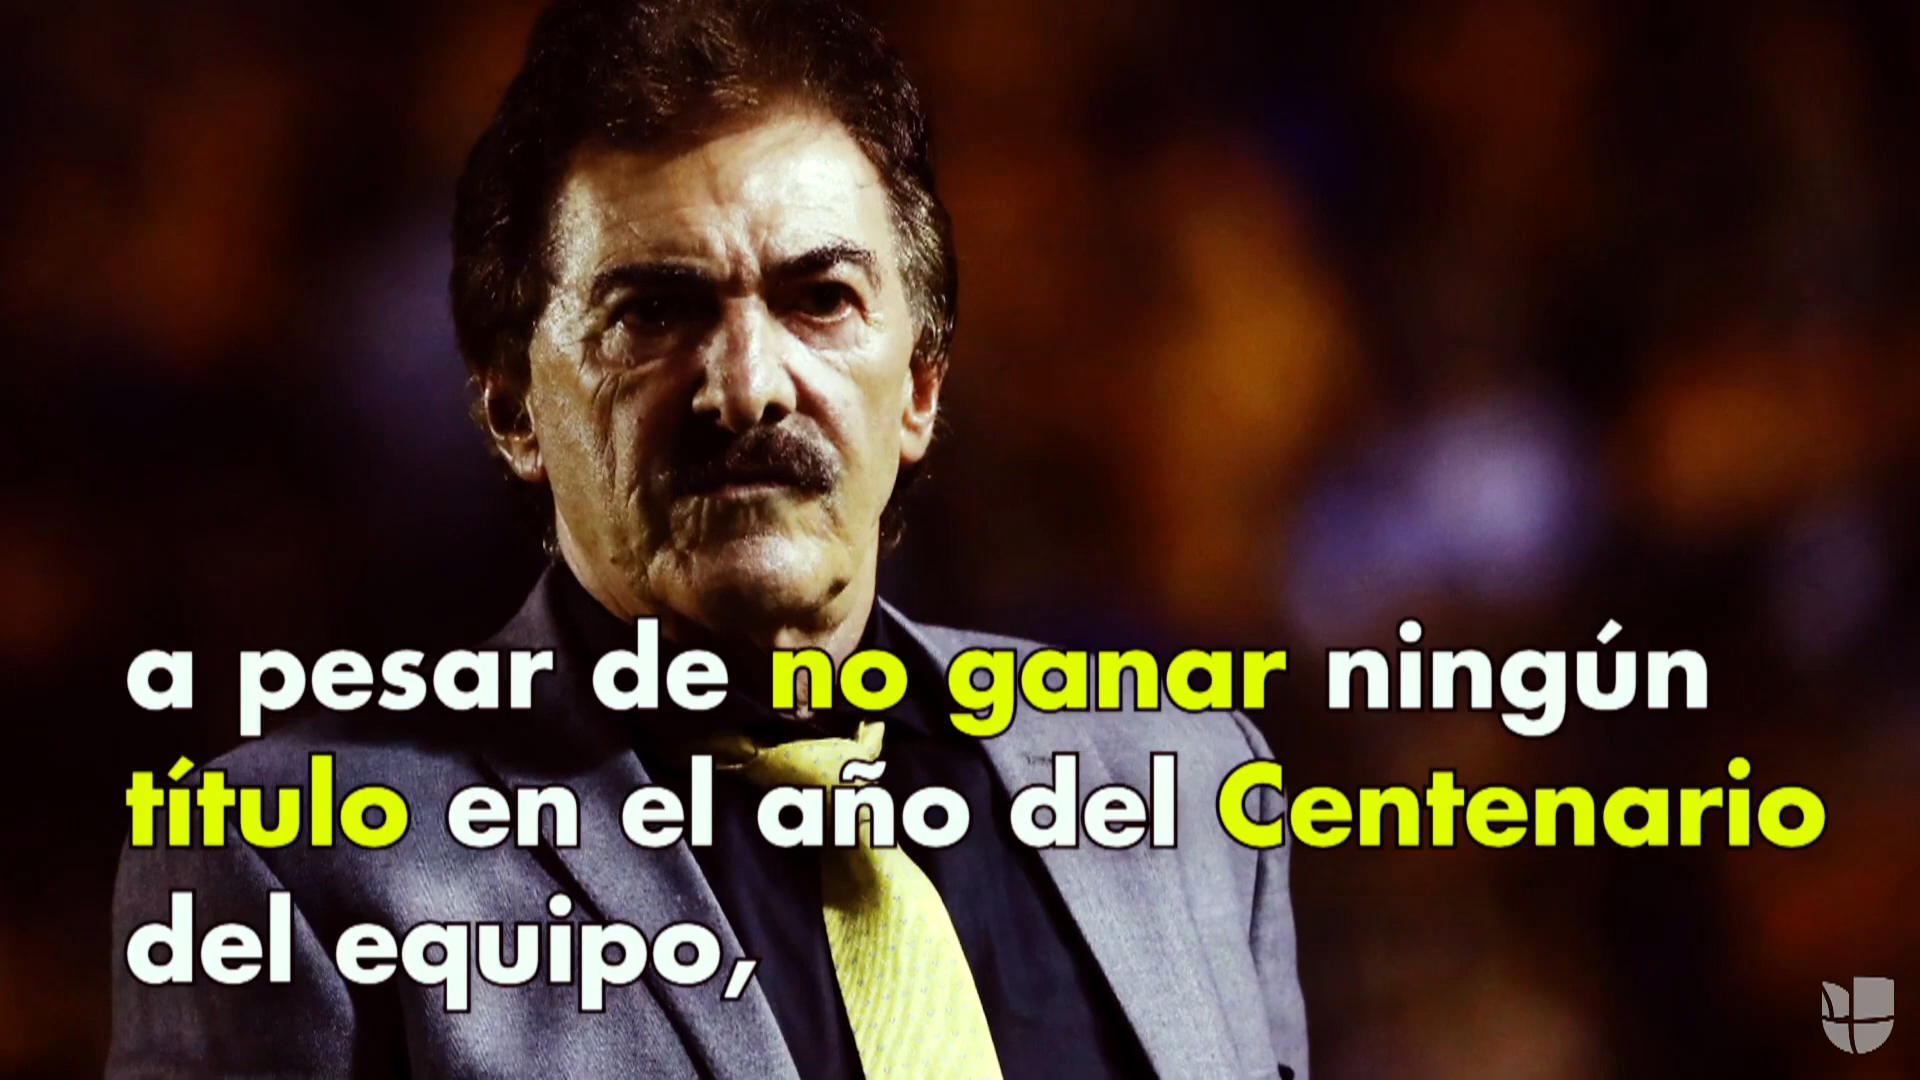 a pesar de no ganar ningún
título en el año del Centenario
del equipo,